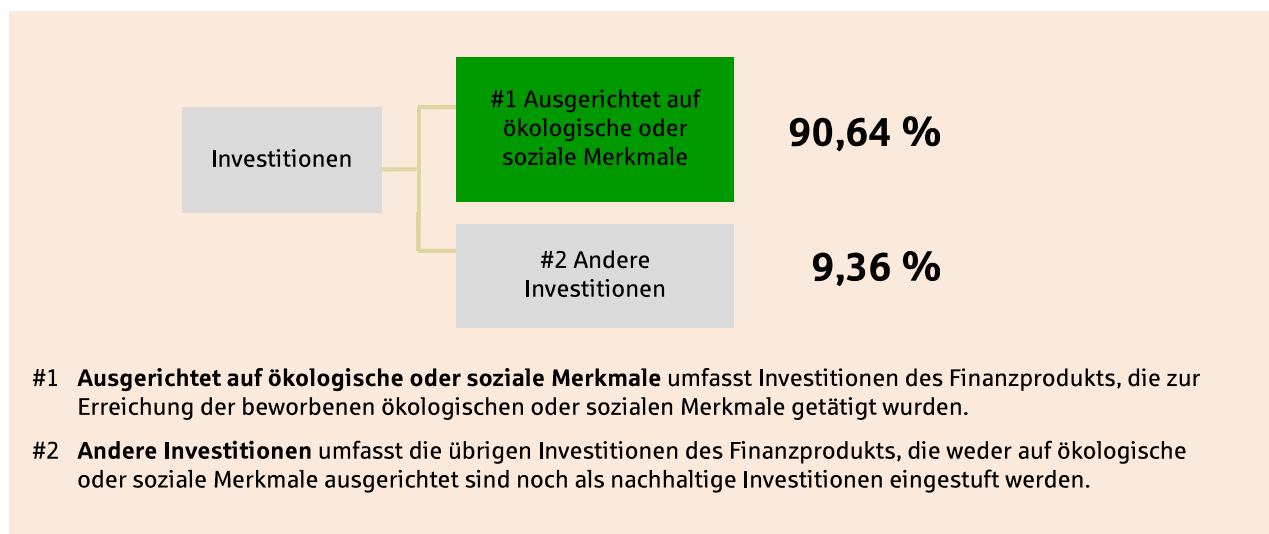 #1 Ausgerichtet auf
ökologische oder
soziale Merkmale
90,64 %
Investitionen
#2 Andere
Investitionen
9,36 %
#1 Ausgerichtet auf ökologische oder soziale Merkmale umfasst Investitionen des Finanzprodukts, die zur
Erreichung der beworbenen ökologischen oder sozialen Merkmale getätigt wurden.
#2 Andere Investitionen umfasst die übrigen Investitionen des Finanzprodukts, die weder auf ökologische
oder soziale Merkmale ausgerichtet sind noch als nachhaltige Investitionen eingestuft werden.